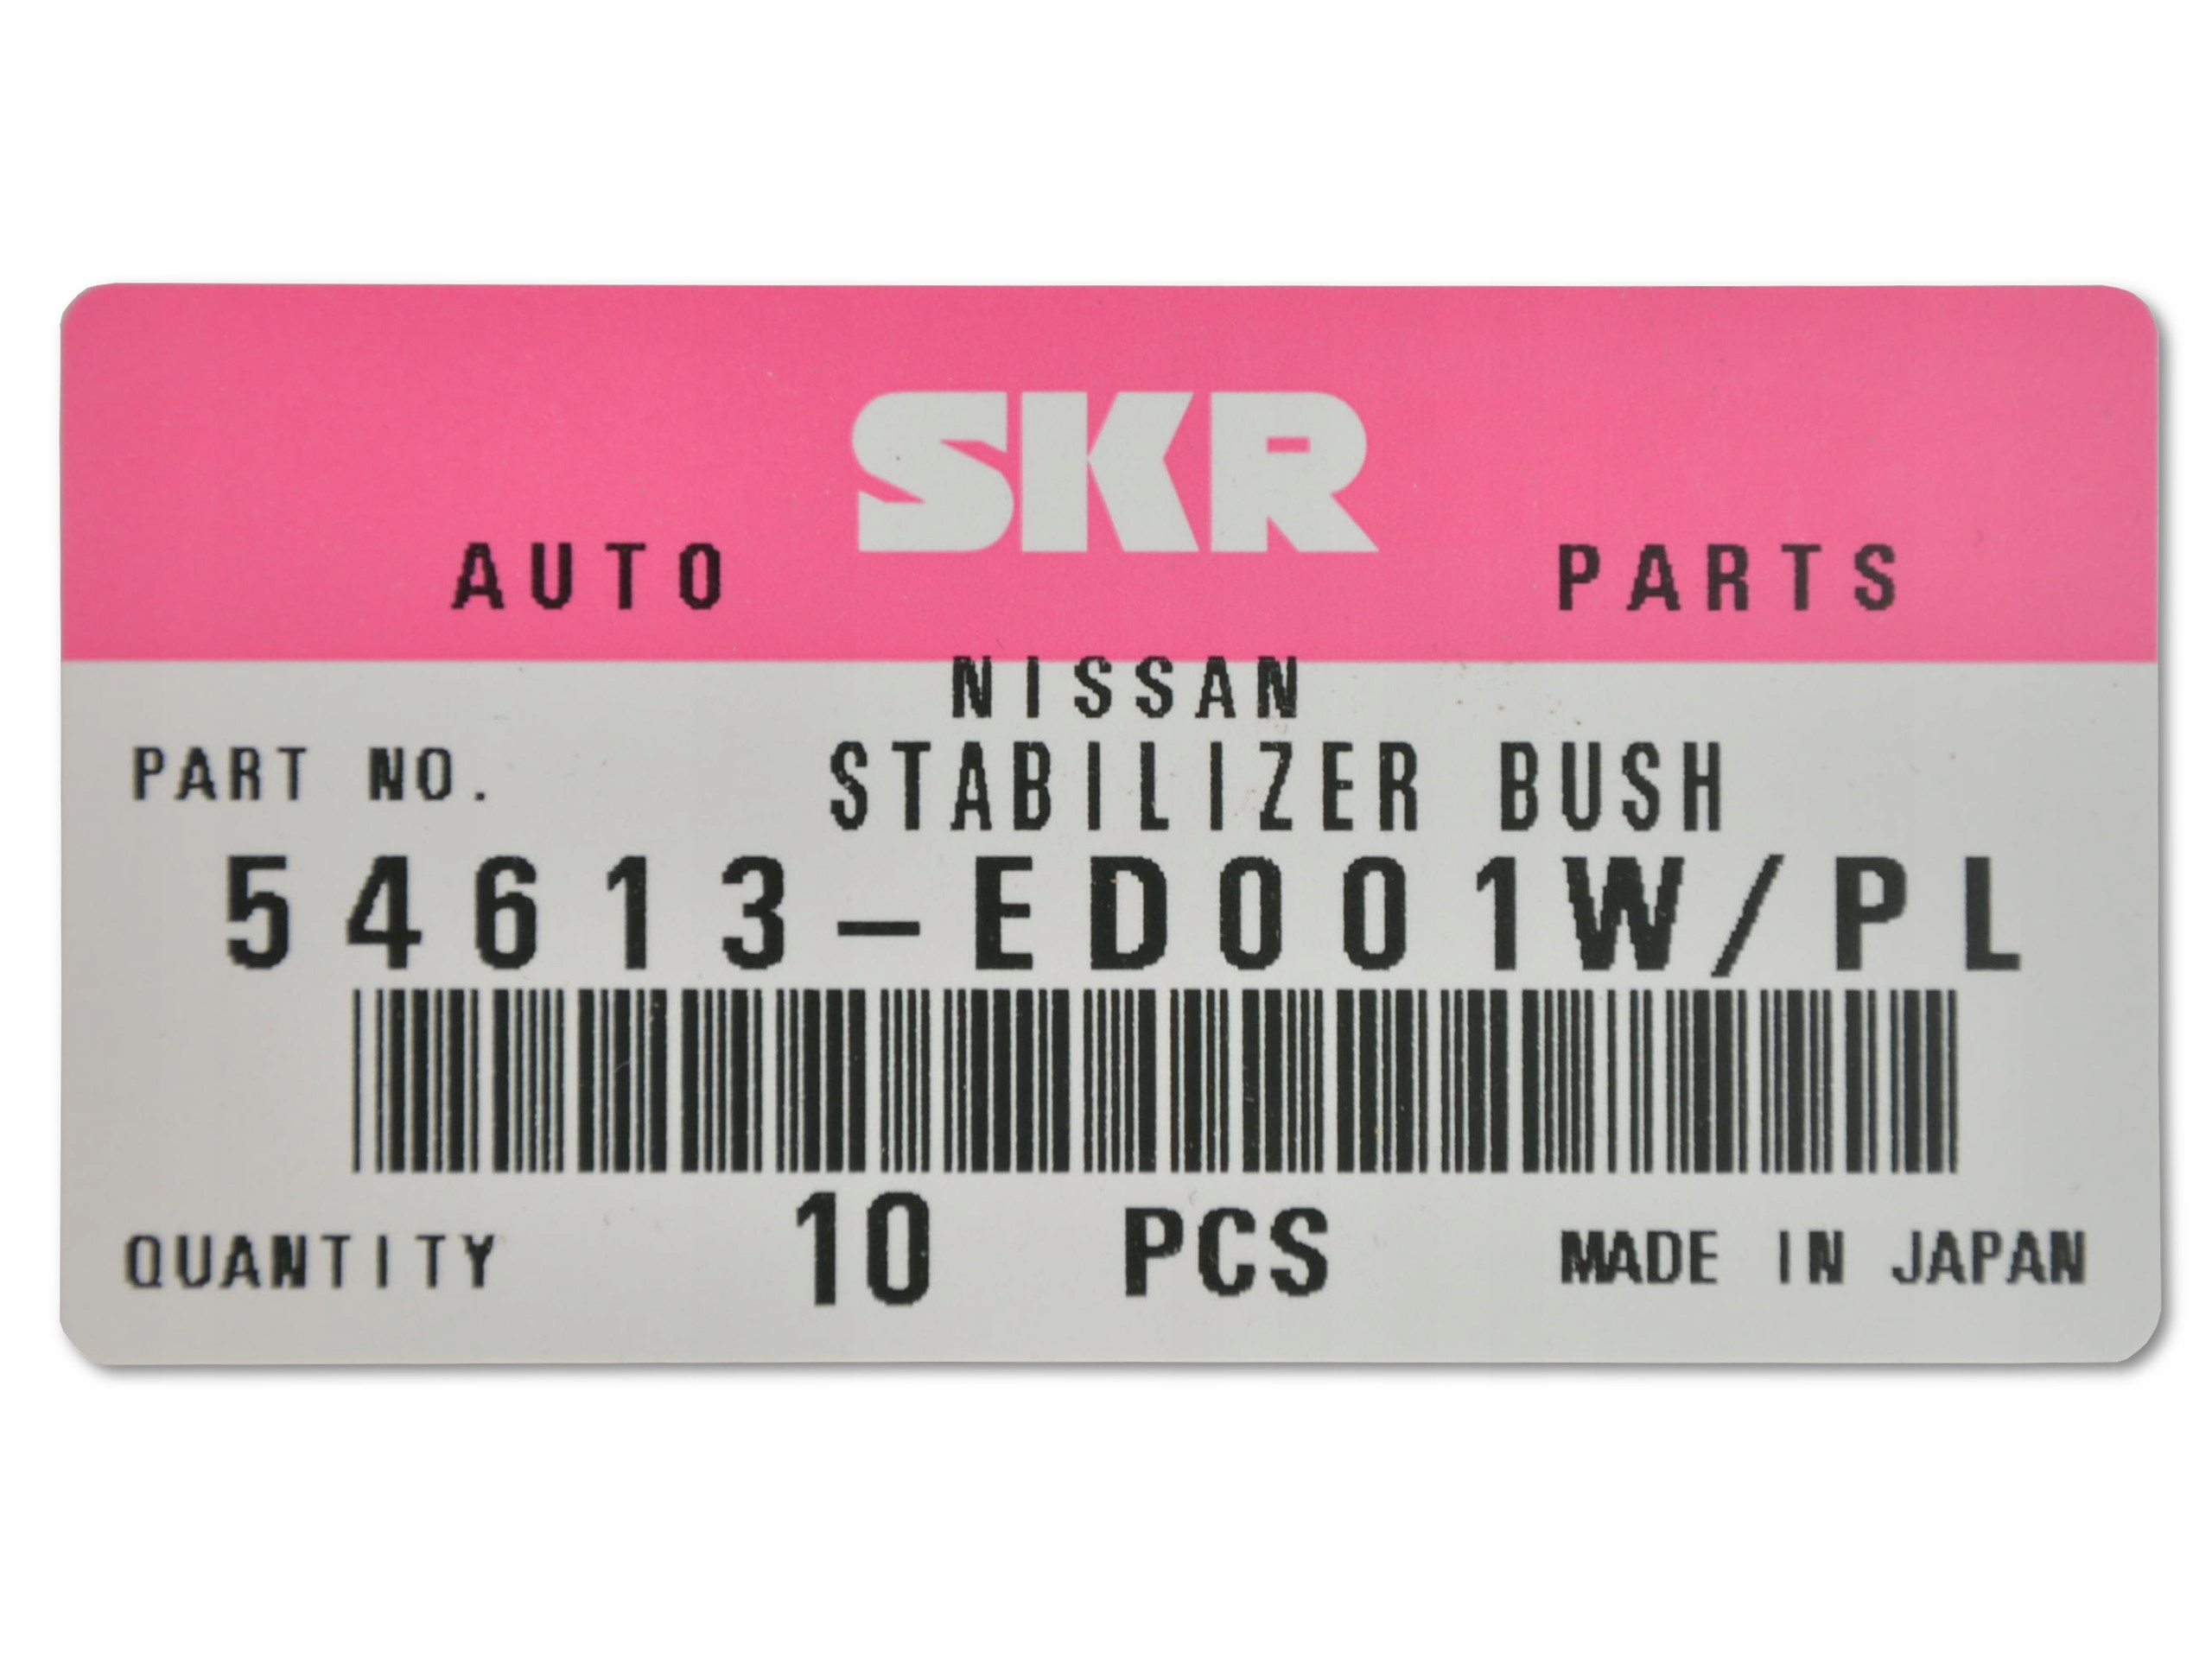 SKR
AUTO PARTS
NISSAN
PART NO. STABILIZER BUSH
54613-ED001W/PL
QUANTITY 10 PCS MADE IN JAPAN